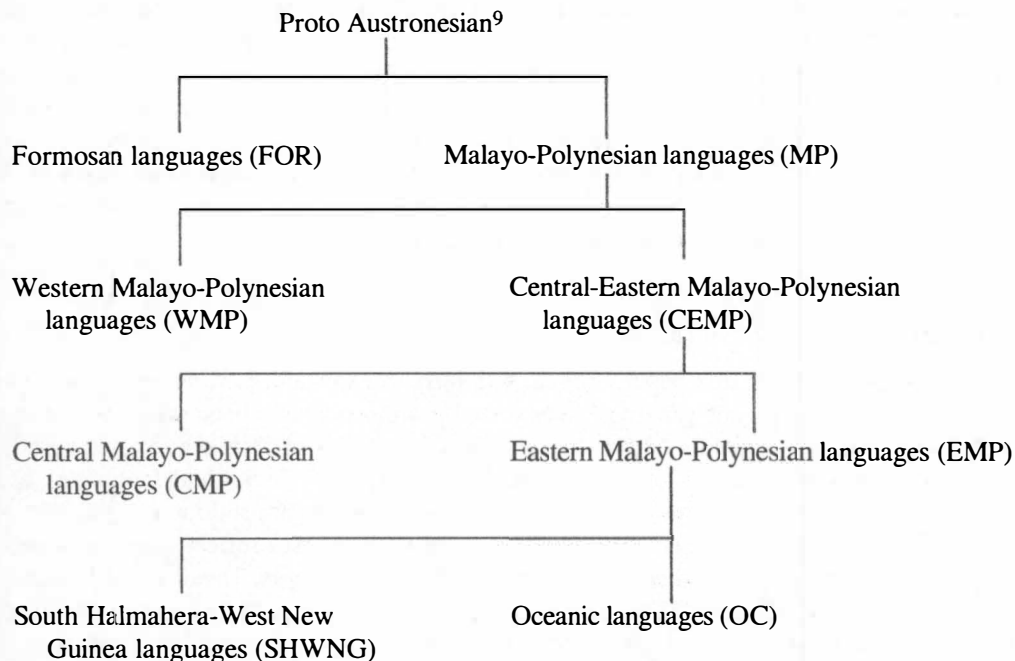 Proto Austronesian⁹
Formosan languages (FOR)
Malayo-Polynesian languages (MP)
Western Malayo-Polynesian
languages (WMP)
Central-Eastern Malayo-Polynesian
languages (CEMP)
Central Malayo-Polynesian
languages (CMP)
Eastern Malayo-Polynesian languages (EMP)
South Halmahera-West New
Guinea languages (SHWNG)
Oceanic languages (OC)